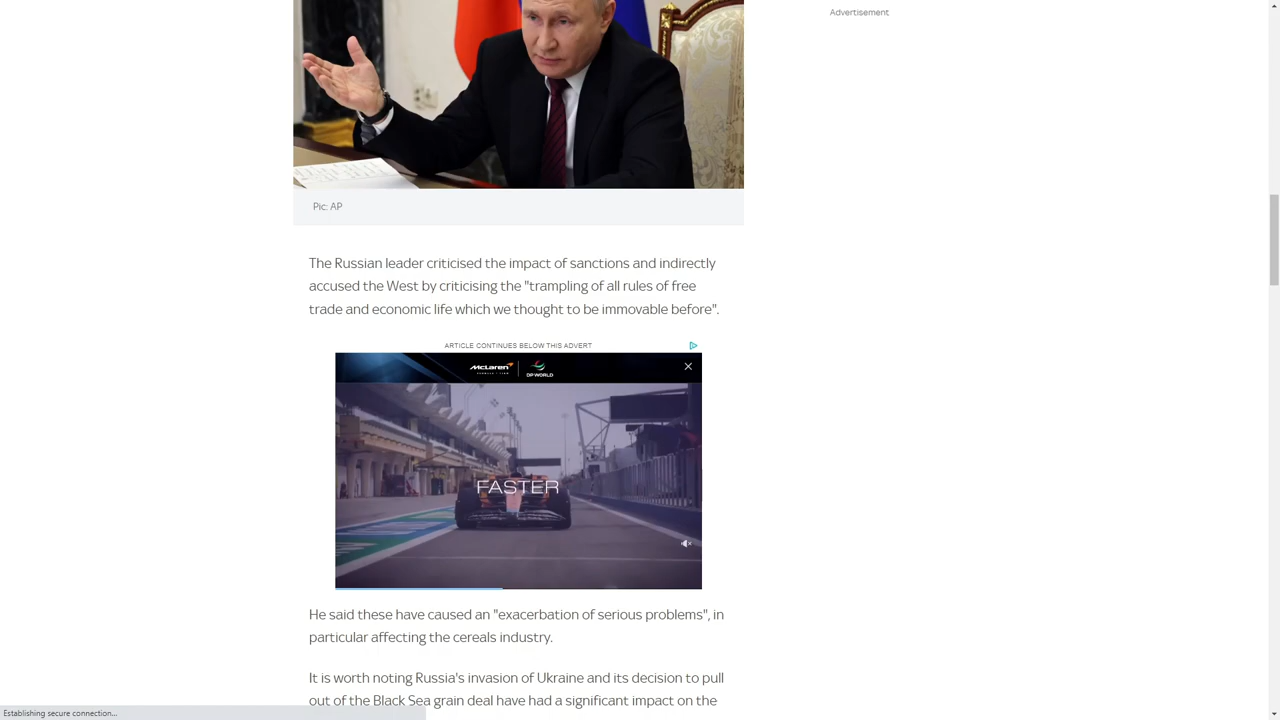 Advertisement
Pic: AP
The Russian leader criticised the impact of sanctions and indirectly
accused the West by criticising the "trampling of all rules of free
trade and economic life which we thought to be immovable before".
ARTICLE CONTINUES BELOW THIS ADVERT
McLaren
DP WORLD
FASTER
He said these have caused an "exacerbation of serious problems", in
particular affecting the cereals industry.
It is worth noting Russia's invasion of Ukraine and its decision to pull
out of the Black Sea grain deal have had a significant impact on the
Establishing secure connection...